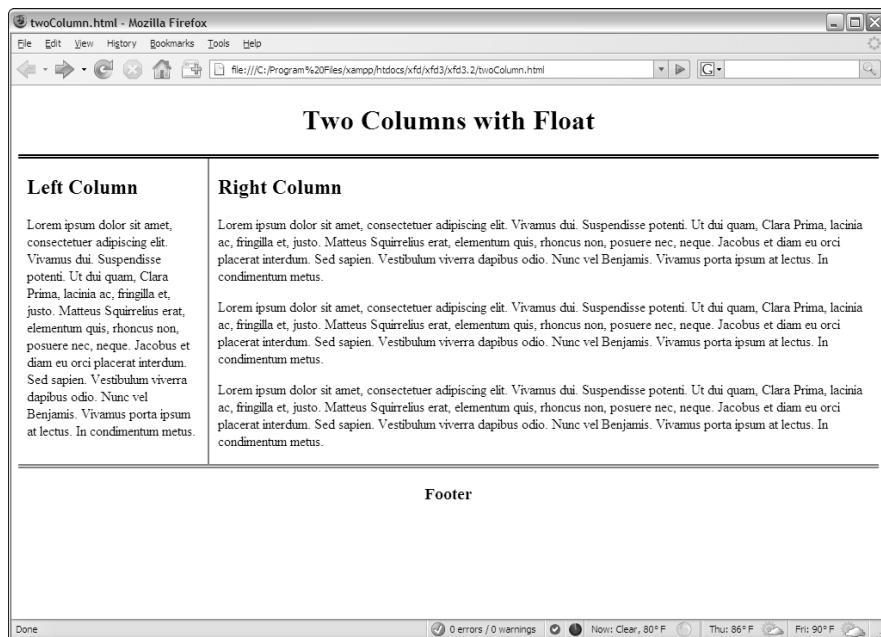 twoColumn.html - Mozilla Firefox
File Edit View History Bookmarks Tools Help
file:///C:/Program%20Files/xampp/htdocs/xfd/xfd3/xfd3.2/twoColumn.html
G
Two Columns with Float
Left Column
Lorem ipsum dolor sit amet,
consectetuer adipiscing elit.
Vivamus dui. Suspendisse
potenti. Ut dui quam, Clara
Prima, lacinia ac, fringilla et,
justo. Matteus Squirrelius erat,
elementum quis, rhoncus non,
posuere nec, neque. Jacobus et
diam eu orci placerat interdum.
Sed sapien. Vestibulum viverra
dapibus odio. Nunc vel
Benjamis. Vivamus porta ipsum
at lectus. In condimentum metus.
Right Column
Lorem ipsum dolor sit amet, consectetuer adipiscing elit. Vivamus dui. Suspendisse potenti. Ut dui quam, Clara Prima, lacinia
ac, fringilla et, justo. Matteus Squirrelius erat, elementum quis, rhoncus non, posuere nec, neque. Jacobus et diam eu orci
placerat interdum. Sed sapien. Vestibulum viverra dapibus odio. Nunc vel Benjamis. Vivamus porta ipsum at lectus. In
condimentum metus.
Lorem ipsum dolor sit amet, consectetuer adipiscing elit. Vivamus dui. Suspendisse potenti. Ut dui quam, Clara Prima, lacinia
ac, fringilla et, justo. Matteus Squirrelius erat, elementum quis, rhoncus non, posuere nec, neque. Jacobus et diam eu orci
placerat interdum. Sed sapien. Vestibulum viverra dapibus odio. Nunc vel Benjamis. Vivamus porta ipsum at lectus. In
condimentum metus.
Lorem ipsum dolor sit amet, consectetuer adipiscing elit. Vivamus dui. Suspendisse potenti. Ut dui quam, Clara Prima, lacinia
ac, fringilla et, justo. Matteus Squirrelius erat, elementum quis, rhoncus non, posuere nec, neque. Jacobus et diam eu orci
placerat interdum. Sed sapien. Vestibulum viverra dapibus odio. Nunc vel Benjamis. Vivamus porta ipsum at lectus. In
condimentum metus.
Footer
Done 0 errors / 0 warnings Now: Clear, 80° F Thu: 86° F Fri: 90° F